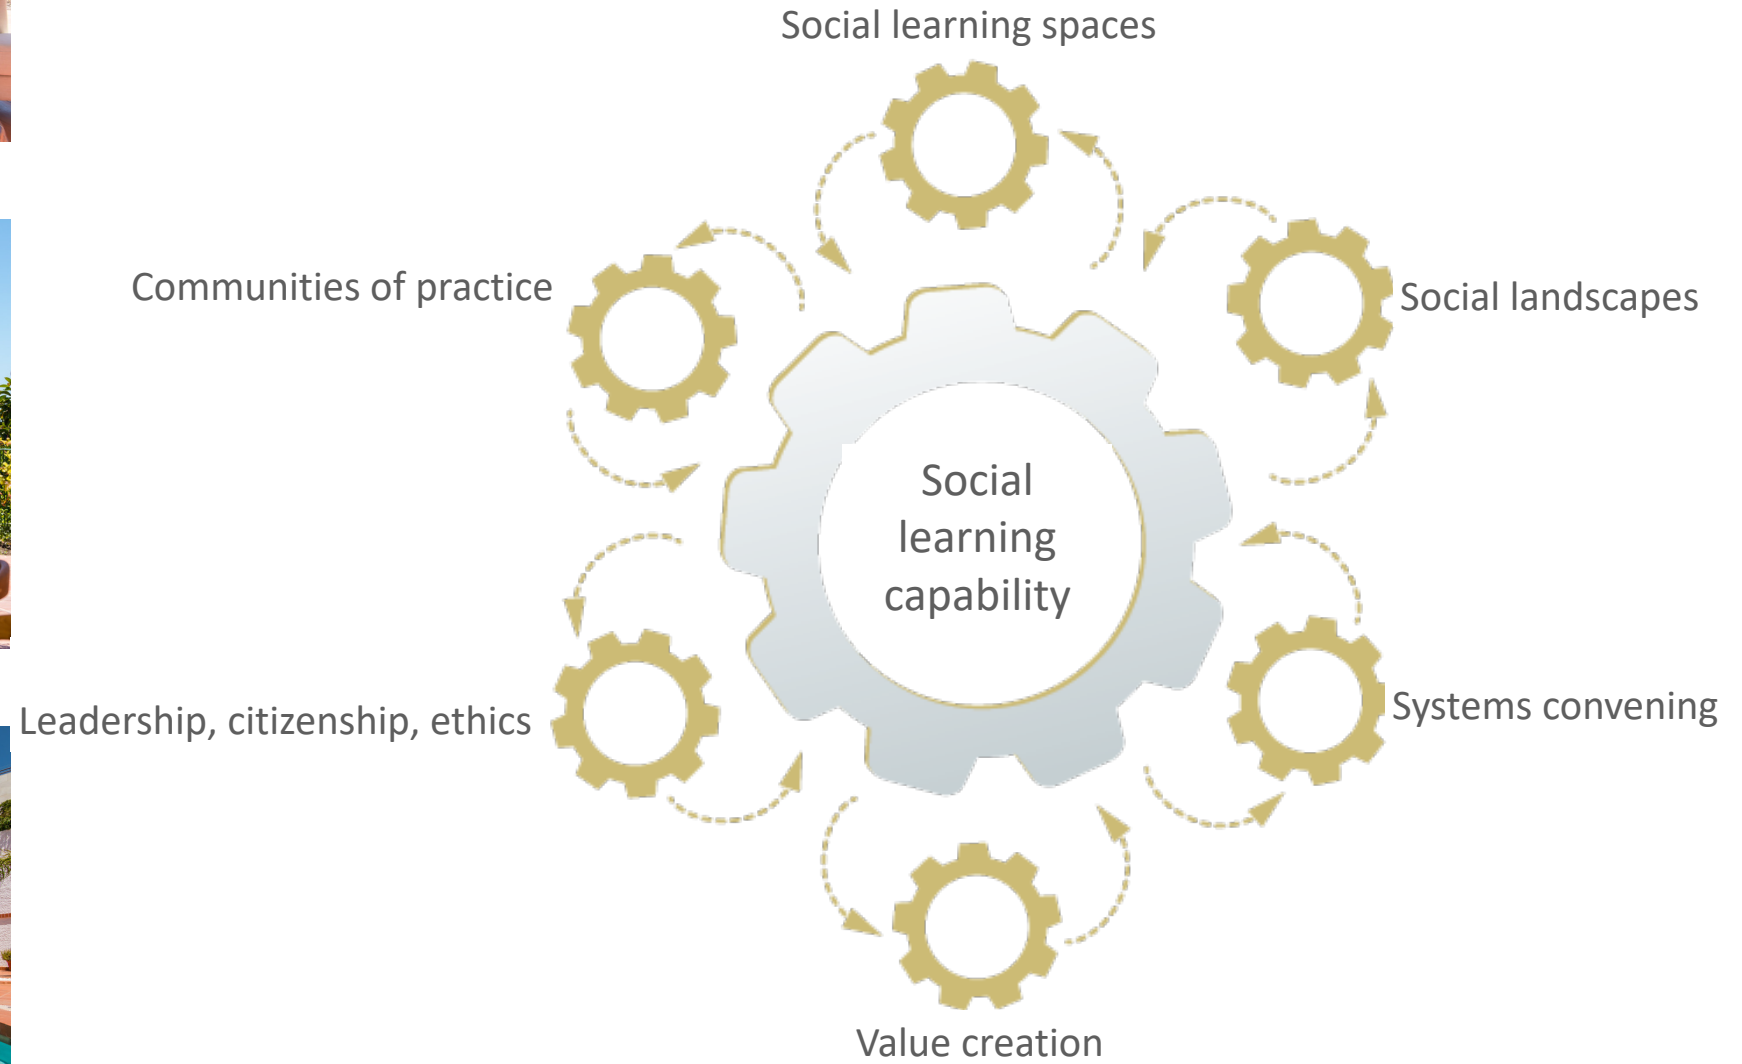 Social learning spaces
Communities of practice
Social landscapes
Social
learning
capability
Leadership, citizenship, ethics
Systems convening
Value creation